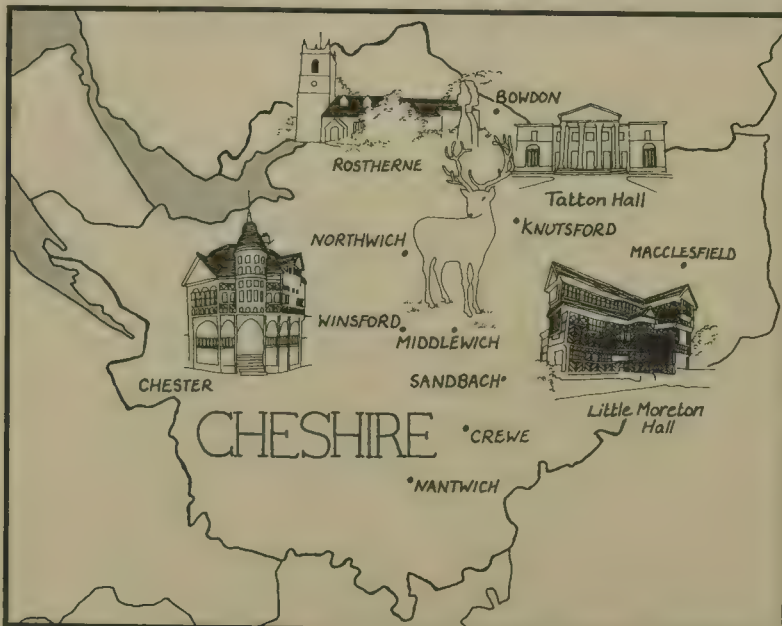 BOWDON
ROSTHERNE
Tatton Hall
KNUTSFORD
NORTHWICH
MACCLESFIELD
WINSFORD
MIDDLEWICH
CHESTER
SANDBACH
Little Moreton
Hall
CHESHIRE
CREWE
NANTWICH